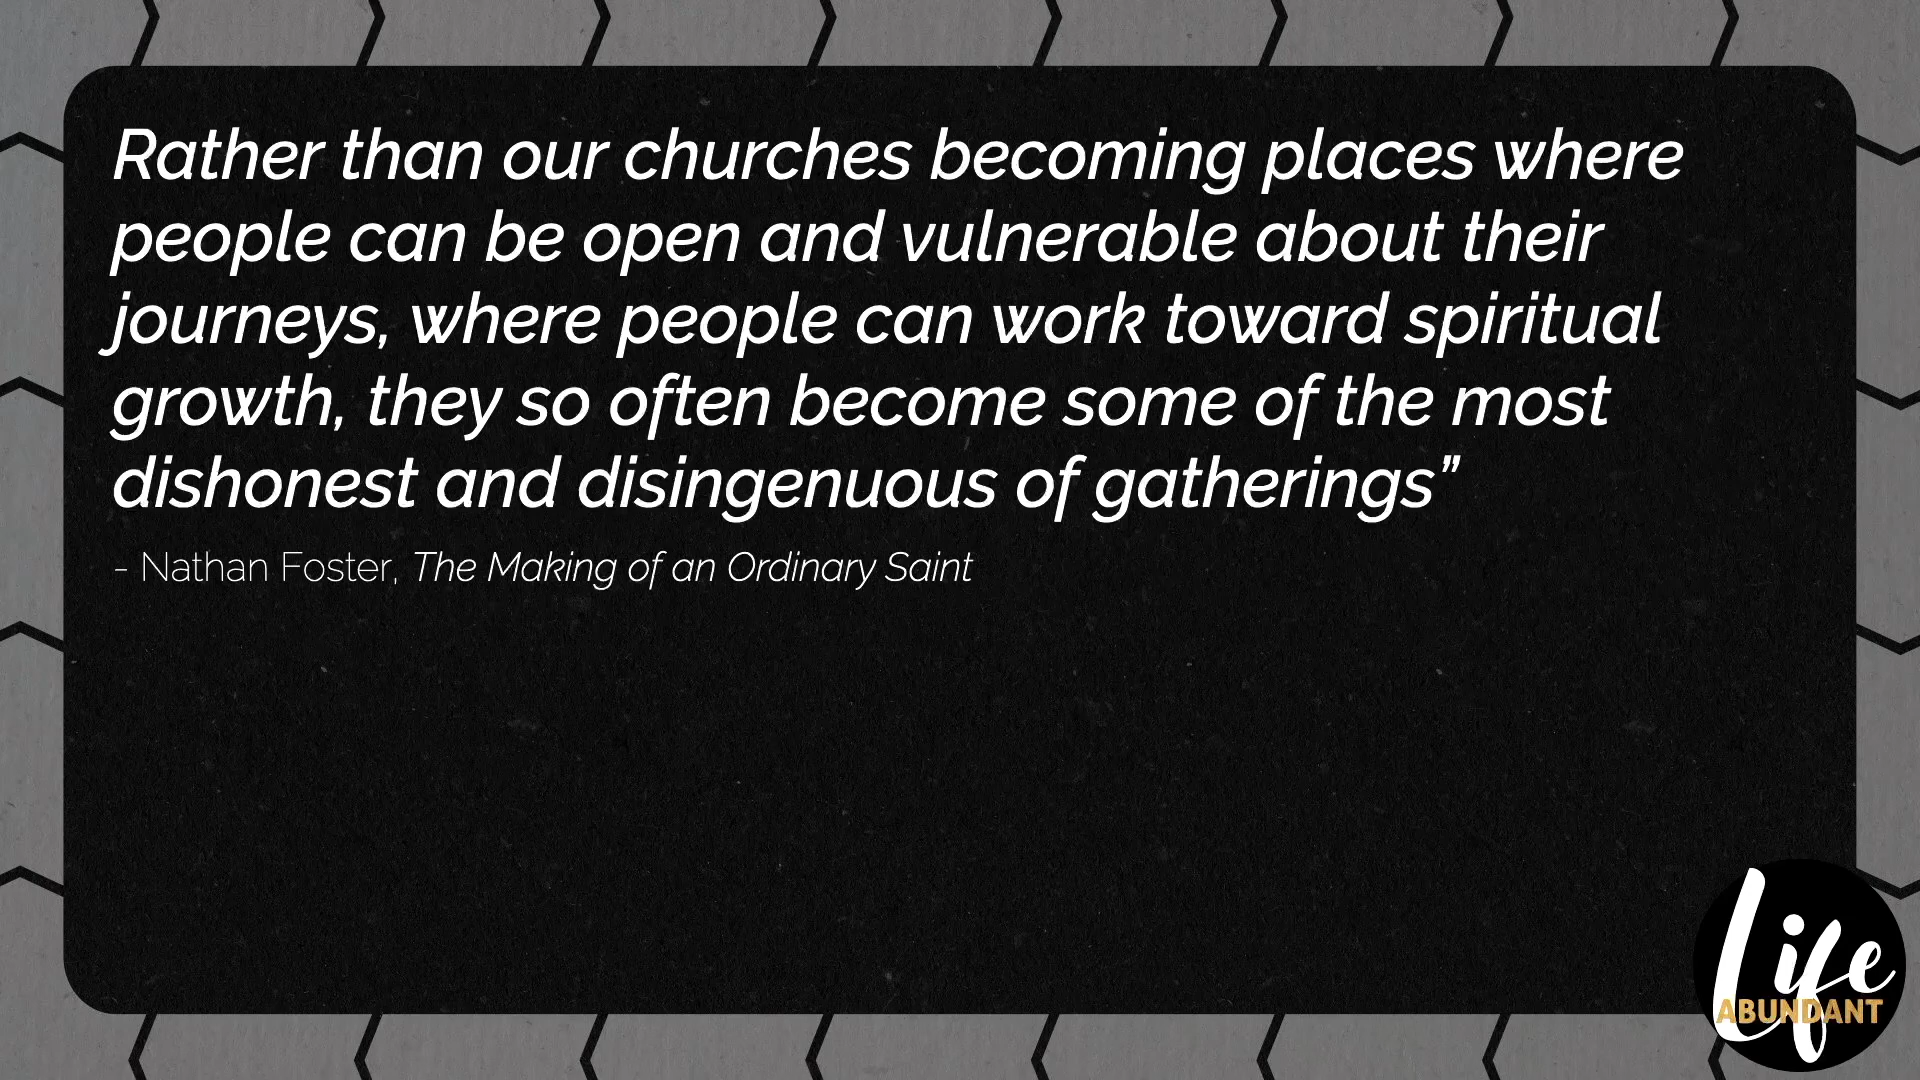 Rather than our churches becoming places where
people can be open and vulnerable about their
journeys, where people can work toward spiritual
growth, they so often become some of the most
dishonest and disingenuous of gatherings”
- Nathan Foster, The Making of an Ordinary Saint
Life
ABUNDANT